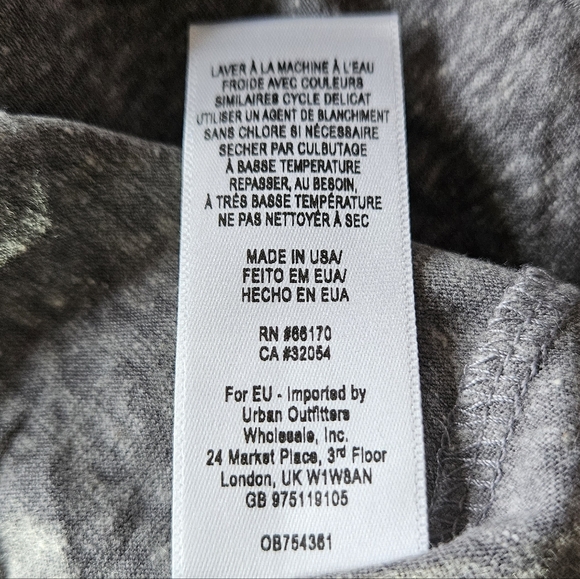 LAVER À LA MACHINE À L'EAU
FROIDE AVEC COULEURS
SIMILAIRES CYCLE DELICAT
UTILISER UN AGENT DE BLANCHIMENT
SANS CHLORE SI NÉCESSAIRE
SECHER PAR CULBUTAGE
À BASSE TEMPERATURE
REPASSER, AU BESOIN,
À TRÉS BASSE TEMPÉRATURE
NE PAS NETTOYÉR À SEC
MADE IN USA/
FEITO EM EUA/
HECHO EN EUA
RN #66170
CA #32054
For EU - Imported by
Urban Outfitters
Wholesale, Inc.
24 Market Place, 3rd Floor
London, UK W1W8AN
GB 975119105
OB754361